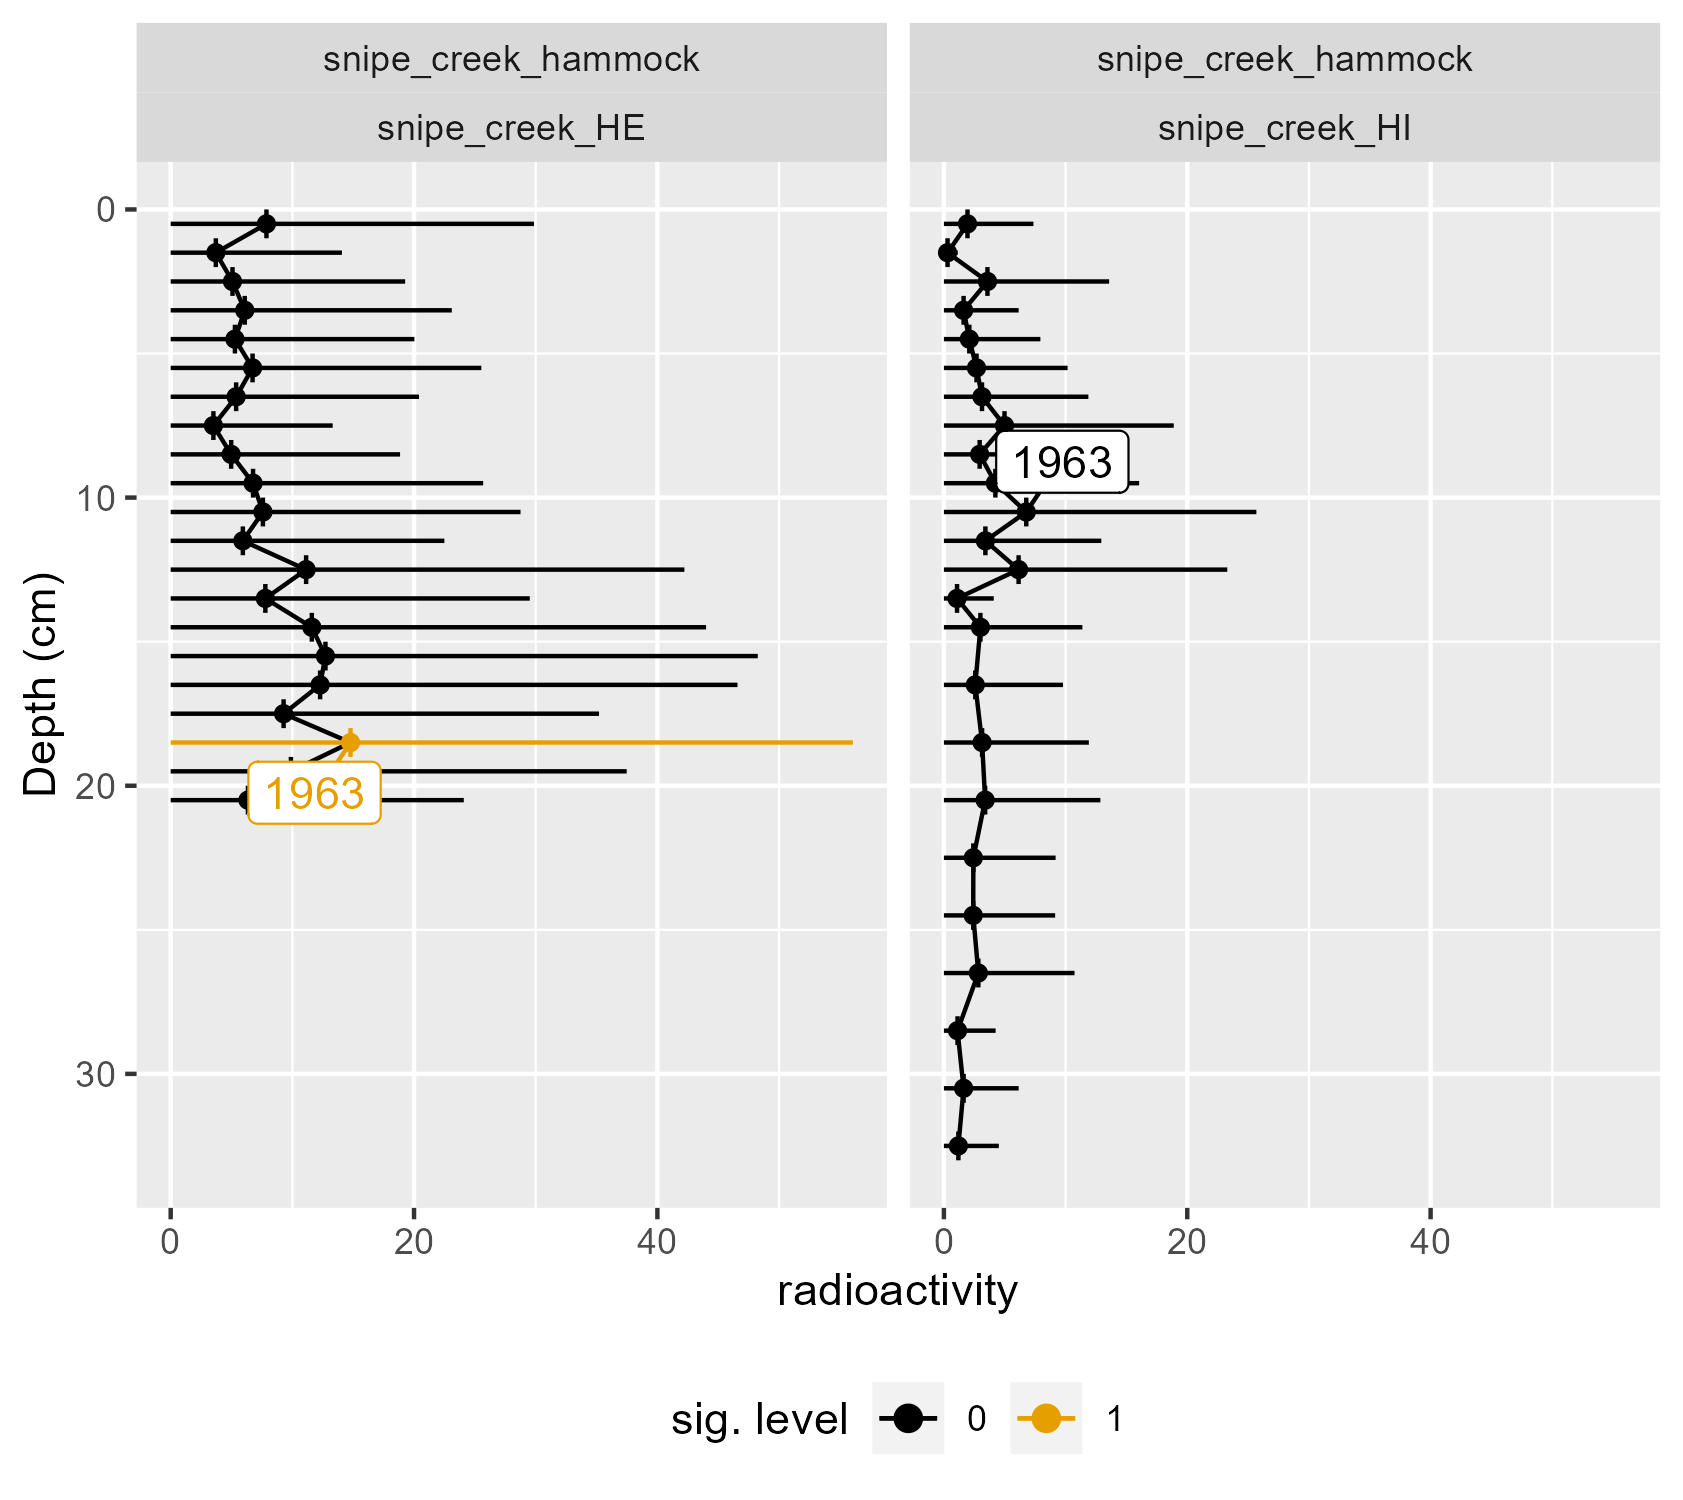 snipe_creek_hammock
snipe_creek_HE
snipe_creek_hammock
snipe_creek_HI
Depth (cm)
0
10
20
30
1963
1963
0
20
40
0
20
40
radioactivity
sig. level
0
1